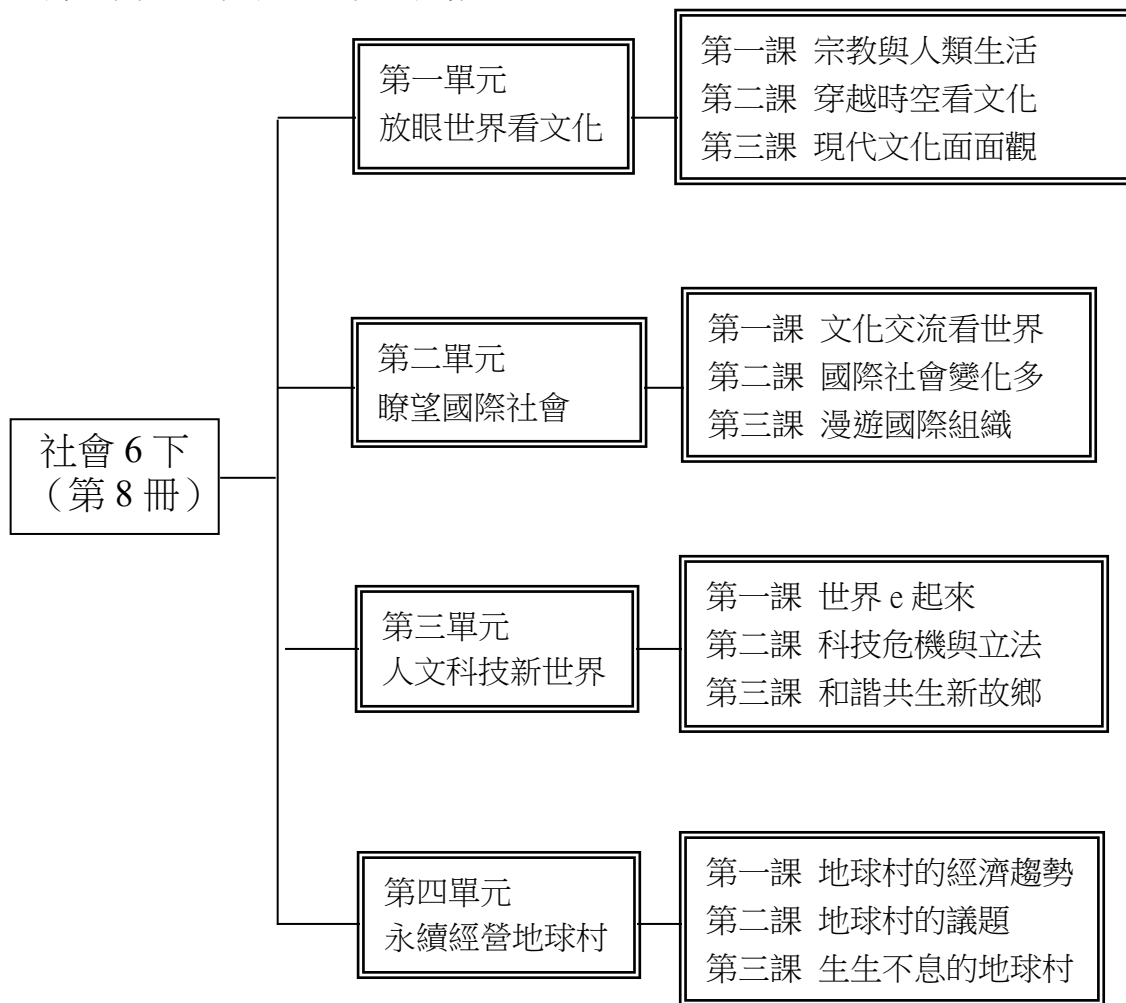 社會 6 下
（第 8 冊）
第一單元
放眼世界看文化
第一課 宗教與人類生活
第二課 穿越時空看文化
第三課 現代文化面面觀
第二單元
瞭望國際社會
第一課 文化交流看世界
第二課 國際社會變化多
第三課 漫遊國際組織
第三單元
人文科技新世界
第一課 世界 e 起來
第二課 科技危機與立法
第三課 和諧共生新故鄉
第四單元
永續經營地球村
第一課 地球村的經濟趨勢
第二課 地球村的議題
第三課 生生不息的地球村